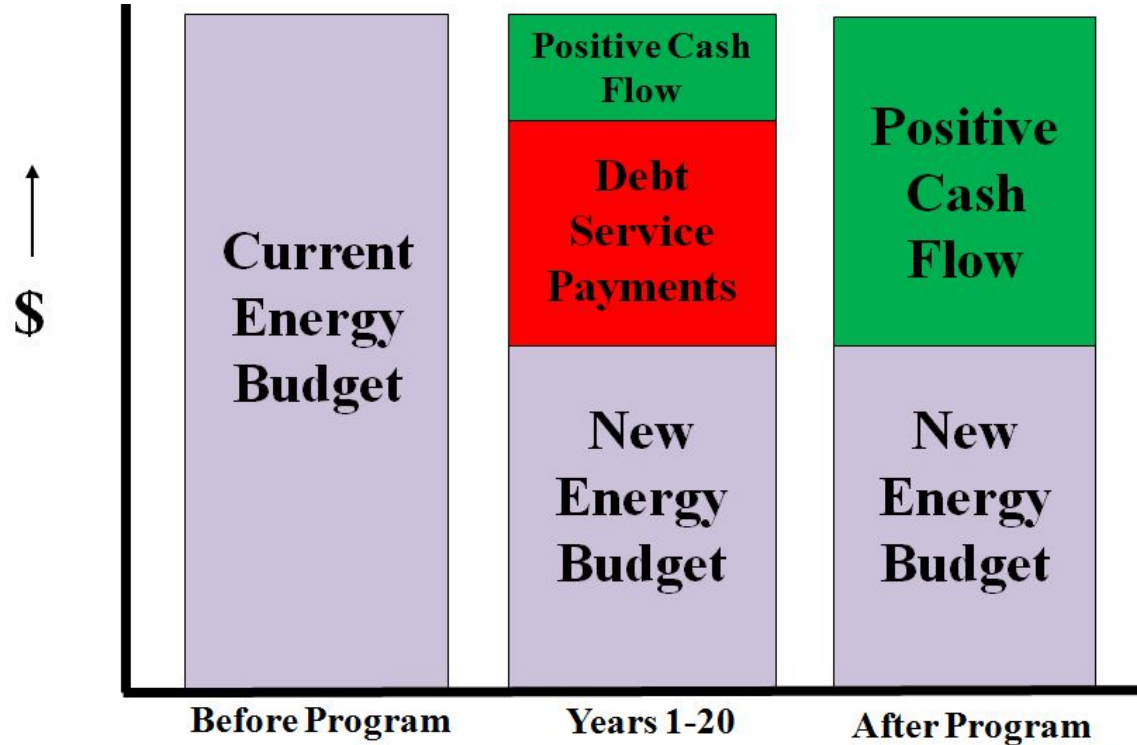 $
Current
Energy
Budget
Positive Cash
Flow
Debt
Service
Payments
New
Energy
Budget
Positive
Cash
Flow
New
Energy
Budget
Before Program
Years 1-20
After Program